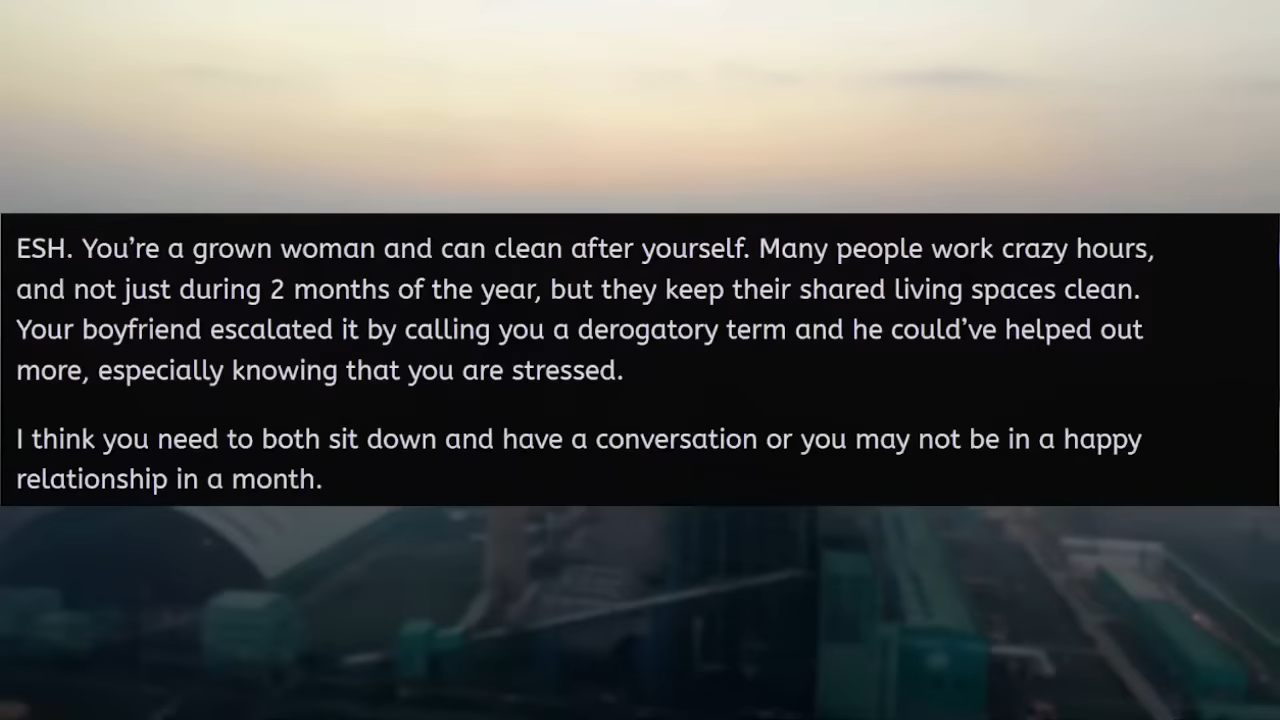 ESH. You’re a grown woman and can clean after yourself. Many people work crazy hours,
and not just during 2 months of the year, but they keep their shared living spaces clean.
Your boyfriend escalated it by calling you a derogatory term and he could’ve helped out
more, especially knowing that you are stressed.
I think you need to both sit down and have a conversation or you may not be in a happy
relationship in a month.